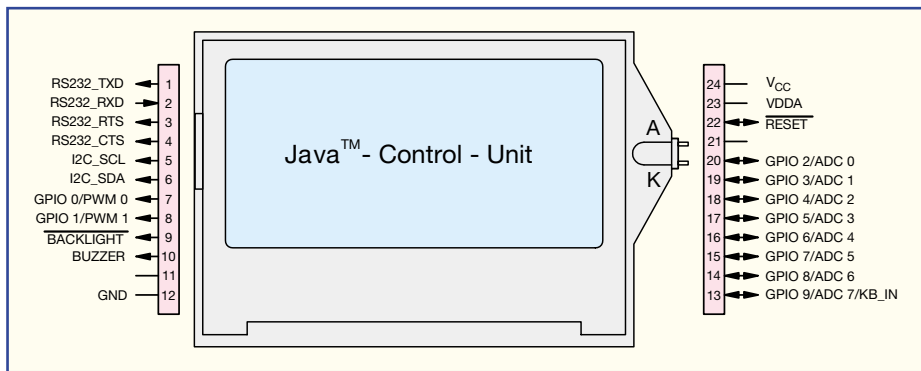 RS232_TXD 1
RS232_RXD 2
RS232_RTS 3
RS232_CTS 4
I2C_SCL 5
I2C_SDA 6
GPIO 0/PWM 0 7
GPIO 1/PWM 1 8
BACKLIGHT 9
BUZZER 10
11
GND 12
Java™- Control - Unit
A
K
24 VCC
23 VDDA
22 RESET
21
20 GPIO 2/ADC 0
19 GPIO 3/ADC 1
18 GPIO 4/ADC 2
17 GPIO 5/ADC 3
16 GPIO 6/ADC 4
15 GPIO 7/ADC 5
14 GPIO 8/ADC 6
13 GPIO 9/ADC 7/KB_IN